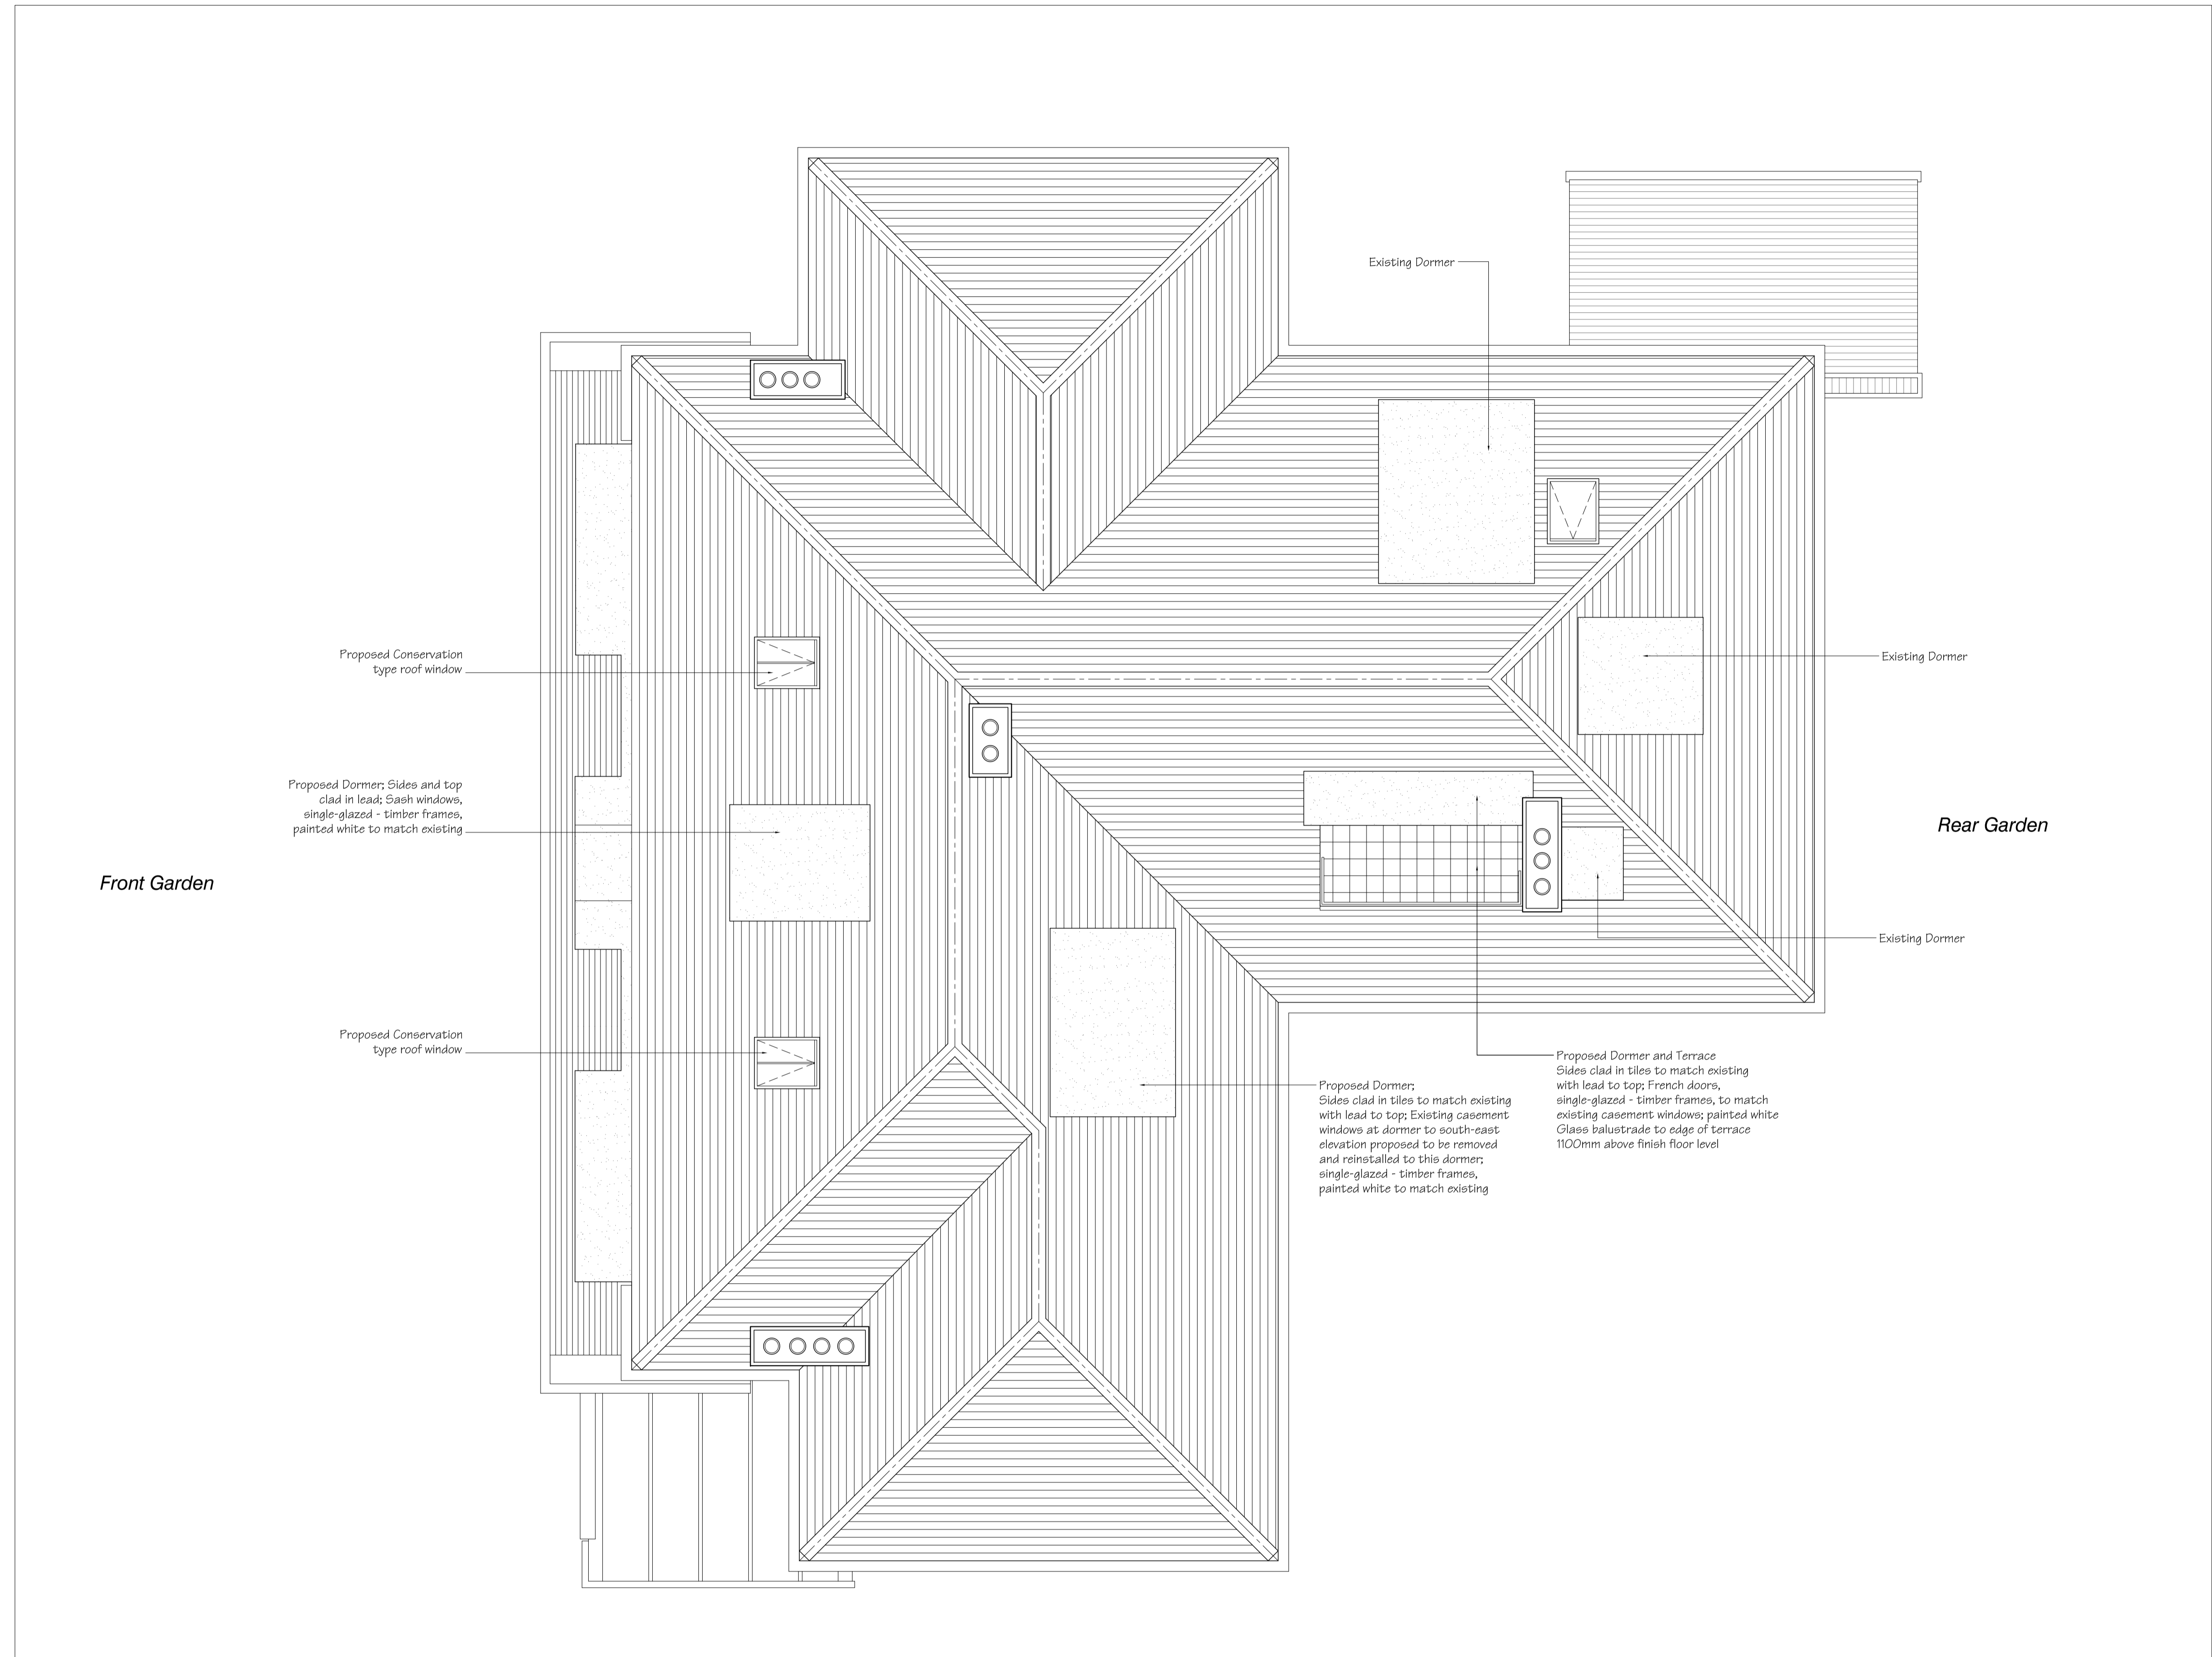 Existing Dormer
Proposed Conservation
type roof window
Existing Dormer
Proposed Dormer; Sides and top
clad in lead; Sash windows,
single-glazed - timber frames,
painted white to match existing
Rear Garden
Front Garden
Existing Dormer
Proposed Conservation
type roof window
Proposed Dormer;
Sides clad in tiles to match existing
with lead to top; Existing casement
windows at dormer to south-east
elevation proposed to be removed
and reinstalled to this dormer;
single-glazed - timber frames,
painted white to match existing
Proposed Dormer and Terrace
Sides clad in tiles to match existing
with lead to top; French doors,
single-glazed - timber frames, to match
existing casement windows; painted white
Glass balustrade to edge of terrace
1100mm above finish floor level